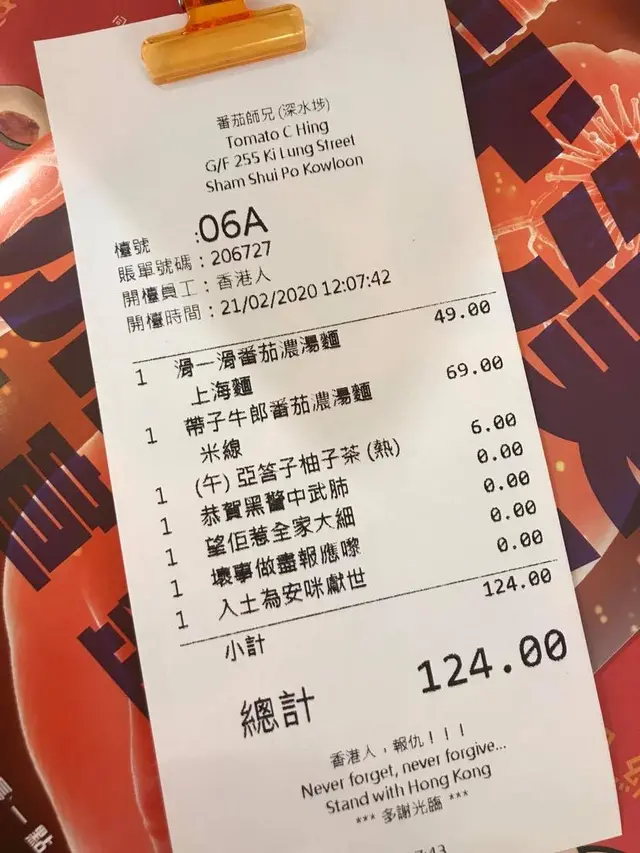 番茄師兄 (深水埗)
Tomato C Hing
G/F 255 Ki Lung Street
Sham Shui Po Kowloon
檯號 :06A
賬單號碼：206727
開檯員工：香港人
開檯時間：21/02/2020 12:07:42
1 滑一滑番茄濃湯麵 49.00
上海麵
1 帶子牛郎番茄濃湯麵 69.00
米線
1 (午) 亞答子柚子茶 (熱) 6.00
1 恭賀黑警中武肺 0.00
1 望佢惹全家大細 0.00
1 壞事做盡報應嚟 0.00
1 入土為安咪獻世 0.00
小計 124.00
總計 124.00
香港人，報仇！！！
Never forget, never forgive...
Stand with Hong Kong
*** 多謝光臨 ***